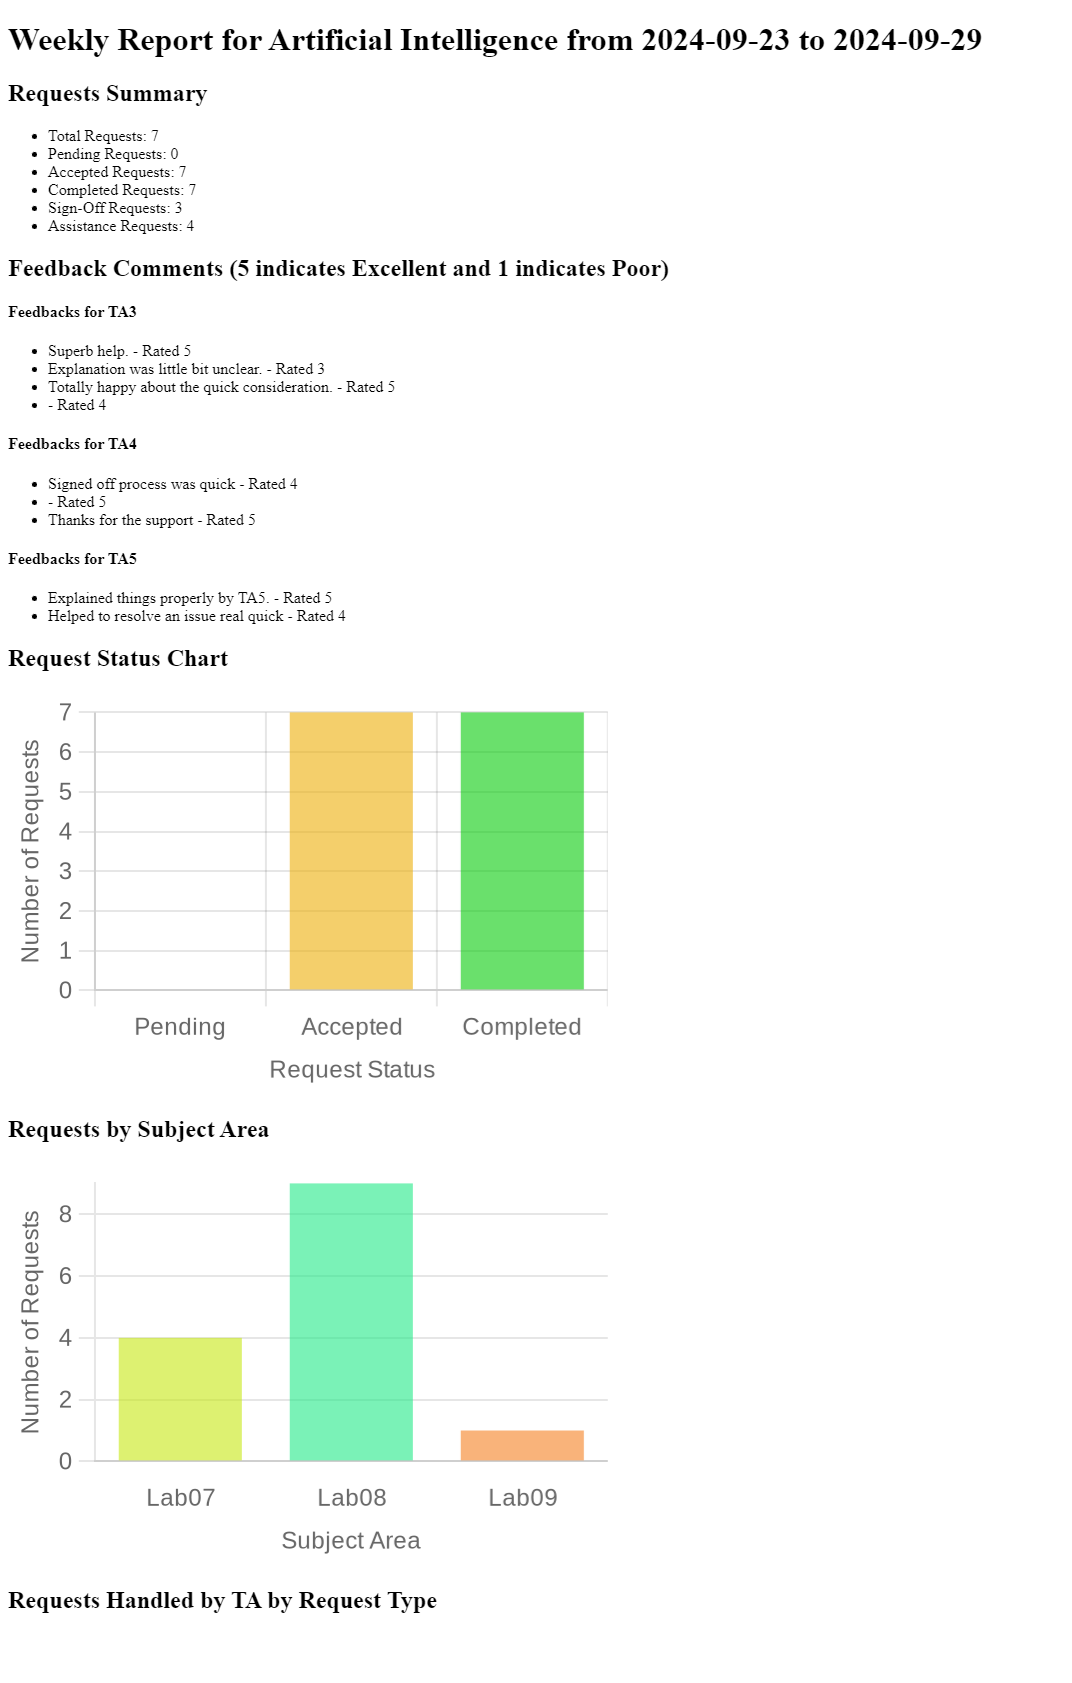 Weekly Report for Artificial Intelligence from 2024-09-23 to 2024-09-29
Requests Summary
• Total Requests: 7
• Pending Requests: 0
• Accepted Requests: 7
• Completed Requests: 7
• Sign-Off Requests: 3
• Assistance Requests: 4
Feedback Comments (5 indicates Excellent and 1 indicates Poor)
Feedbacks for TA3
• Superb help. - Rated 5
• Explanation was little bit unclear. - Rated 3
• Totally happy about the quick consideration. - Rated 5
• - Rated 4
Feedbacks for TA4
• Signed off process was quick - Rated 4
• - Rated 5
• Thanks for the support - Rated 5
Feedbacks for TA5
• Explained things properly by TA5. - Rated 5
• Helped to resolve an issue real quick - Rated 4
Request Status Chart
Number of Requests
7
6
5
4
3
2
1
0
Pending Accepted Completed
Request Status
Requests by Subject Area
Number of Requests
8
6
4
2
0
Lab07 Lab08 Lab09
Subject Area
Requests Handled by TA by Request Type